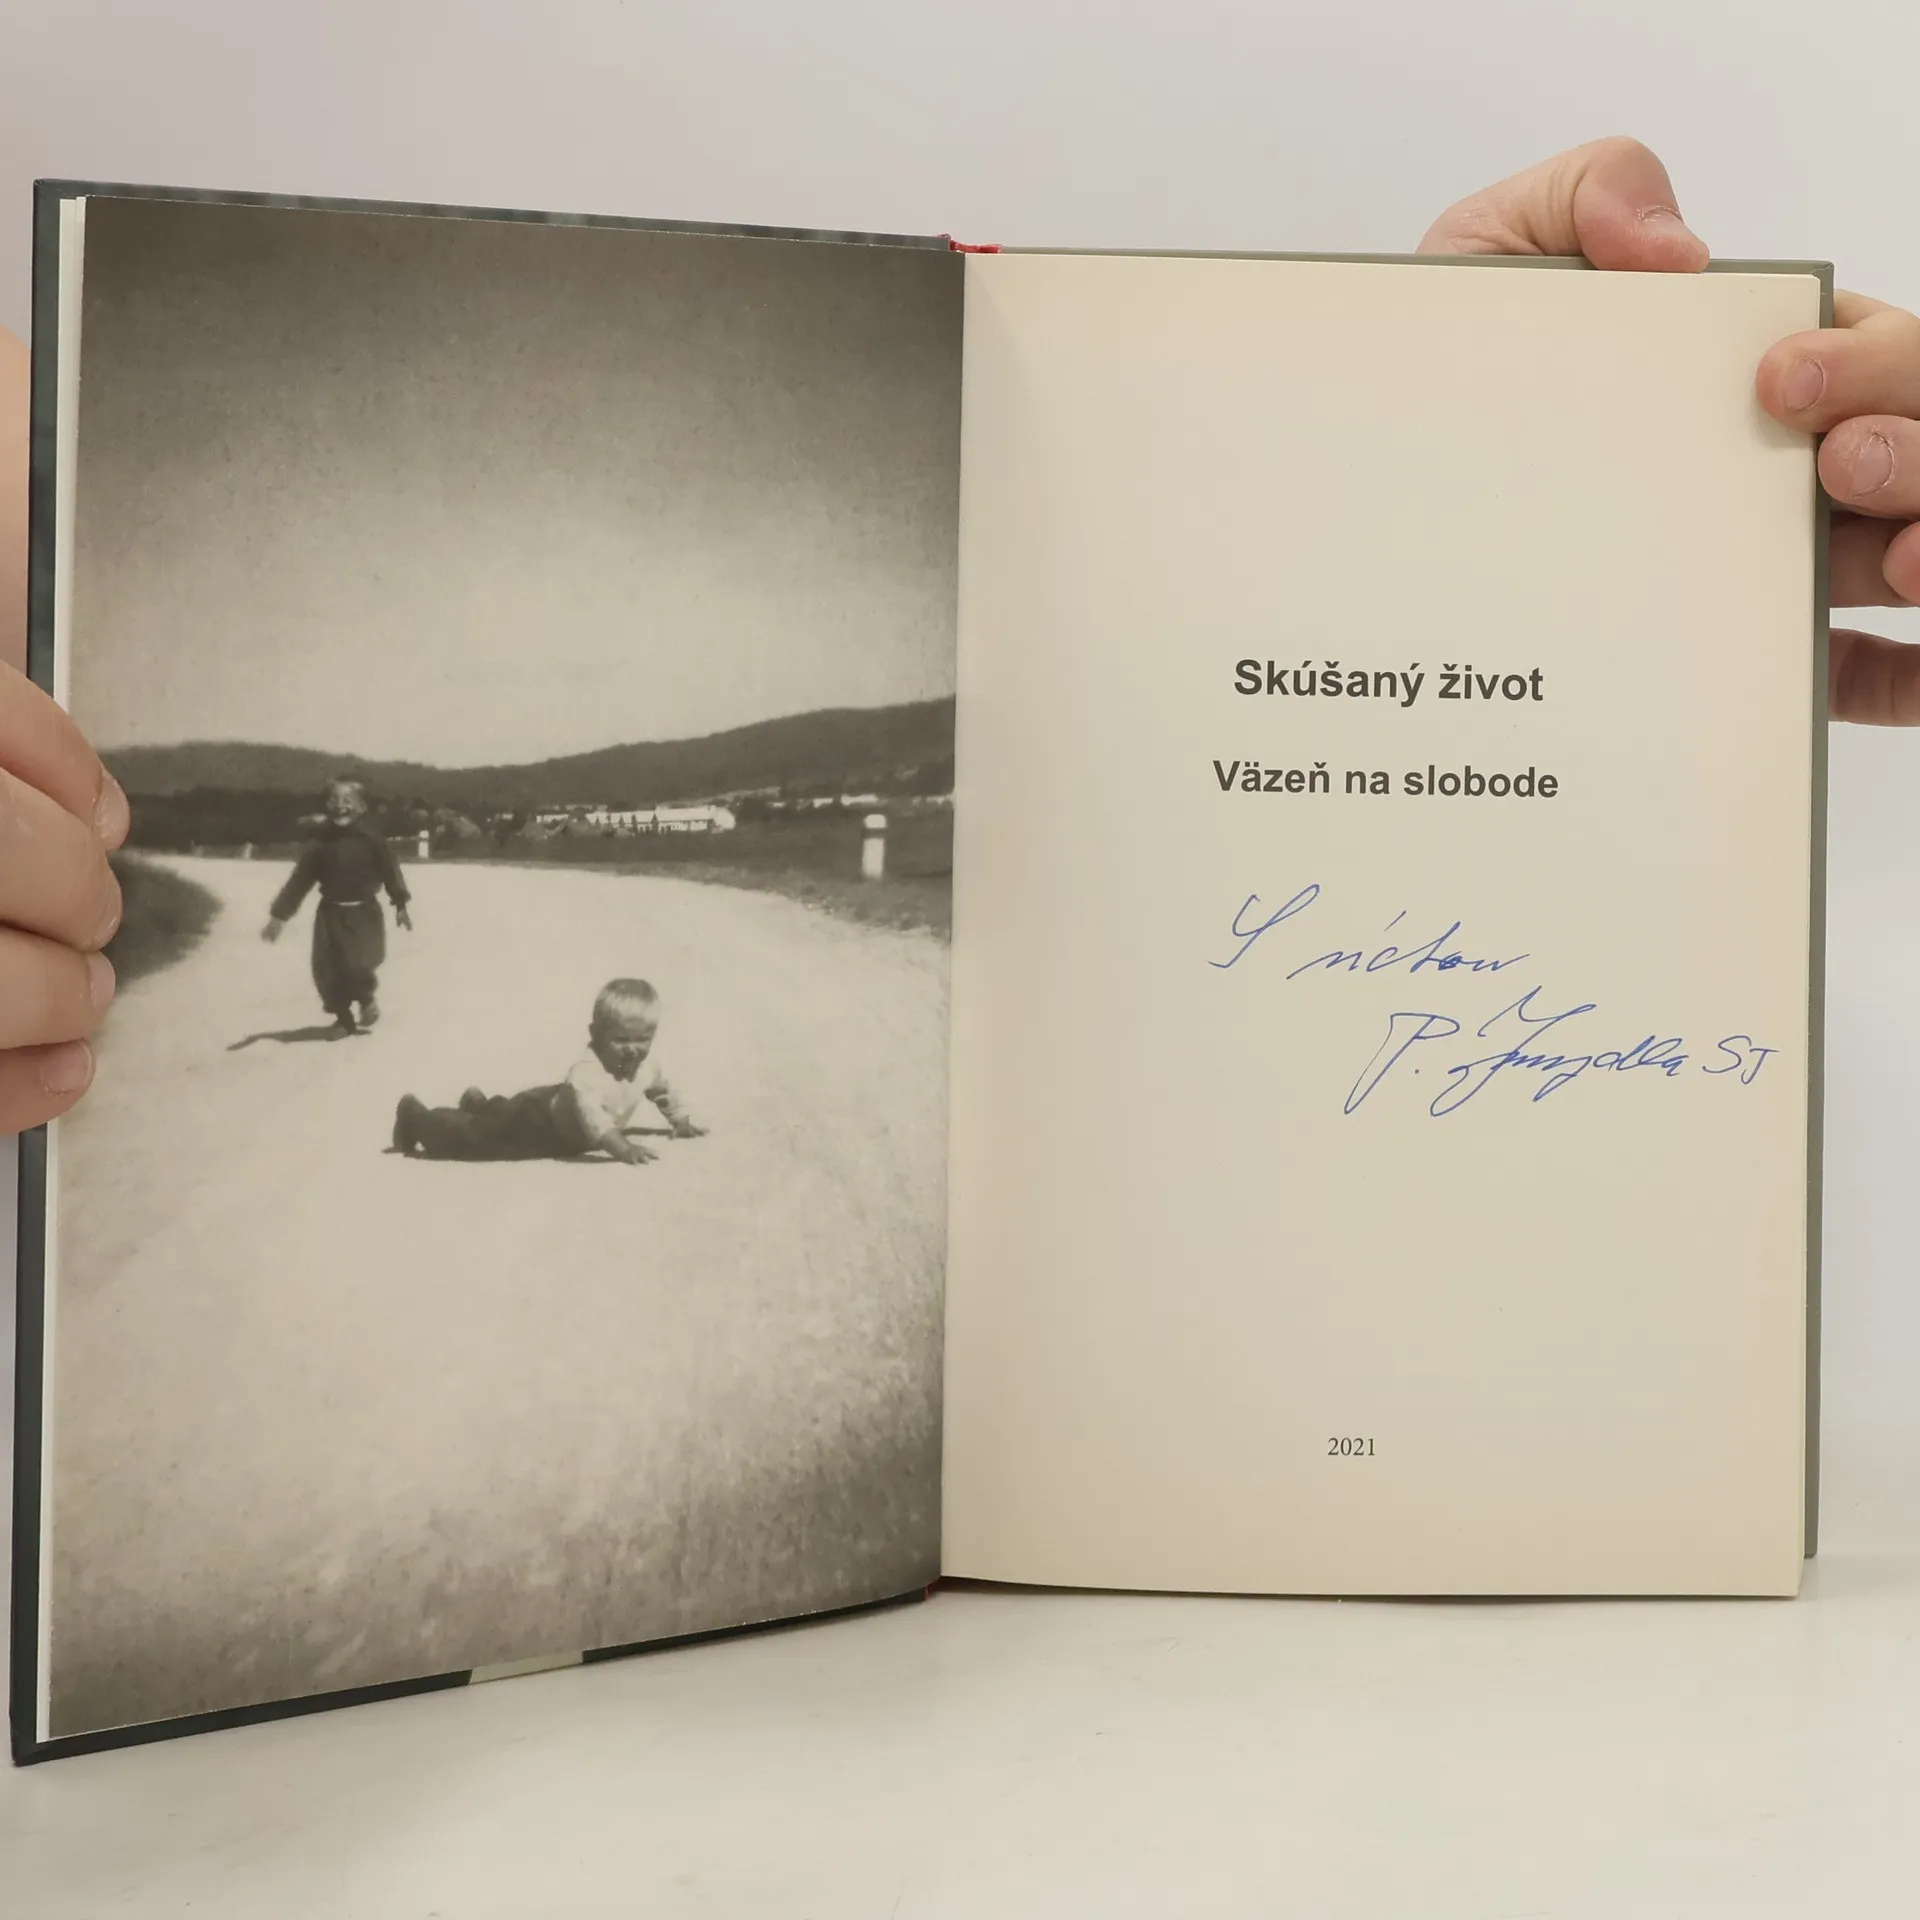 Skúšaný život
Väzeň na slobode
S úctou
P. SJ
2021